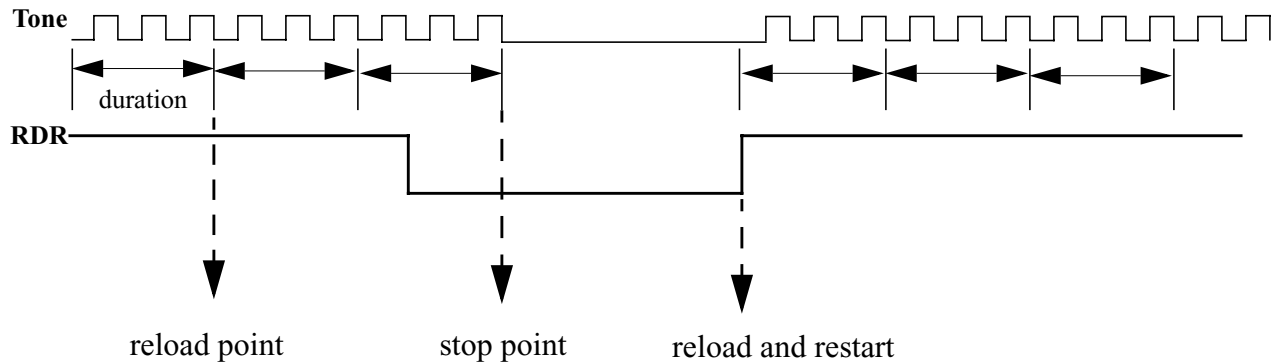 Tone
duration
RDR
reload point
stop point
reload and restart